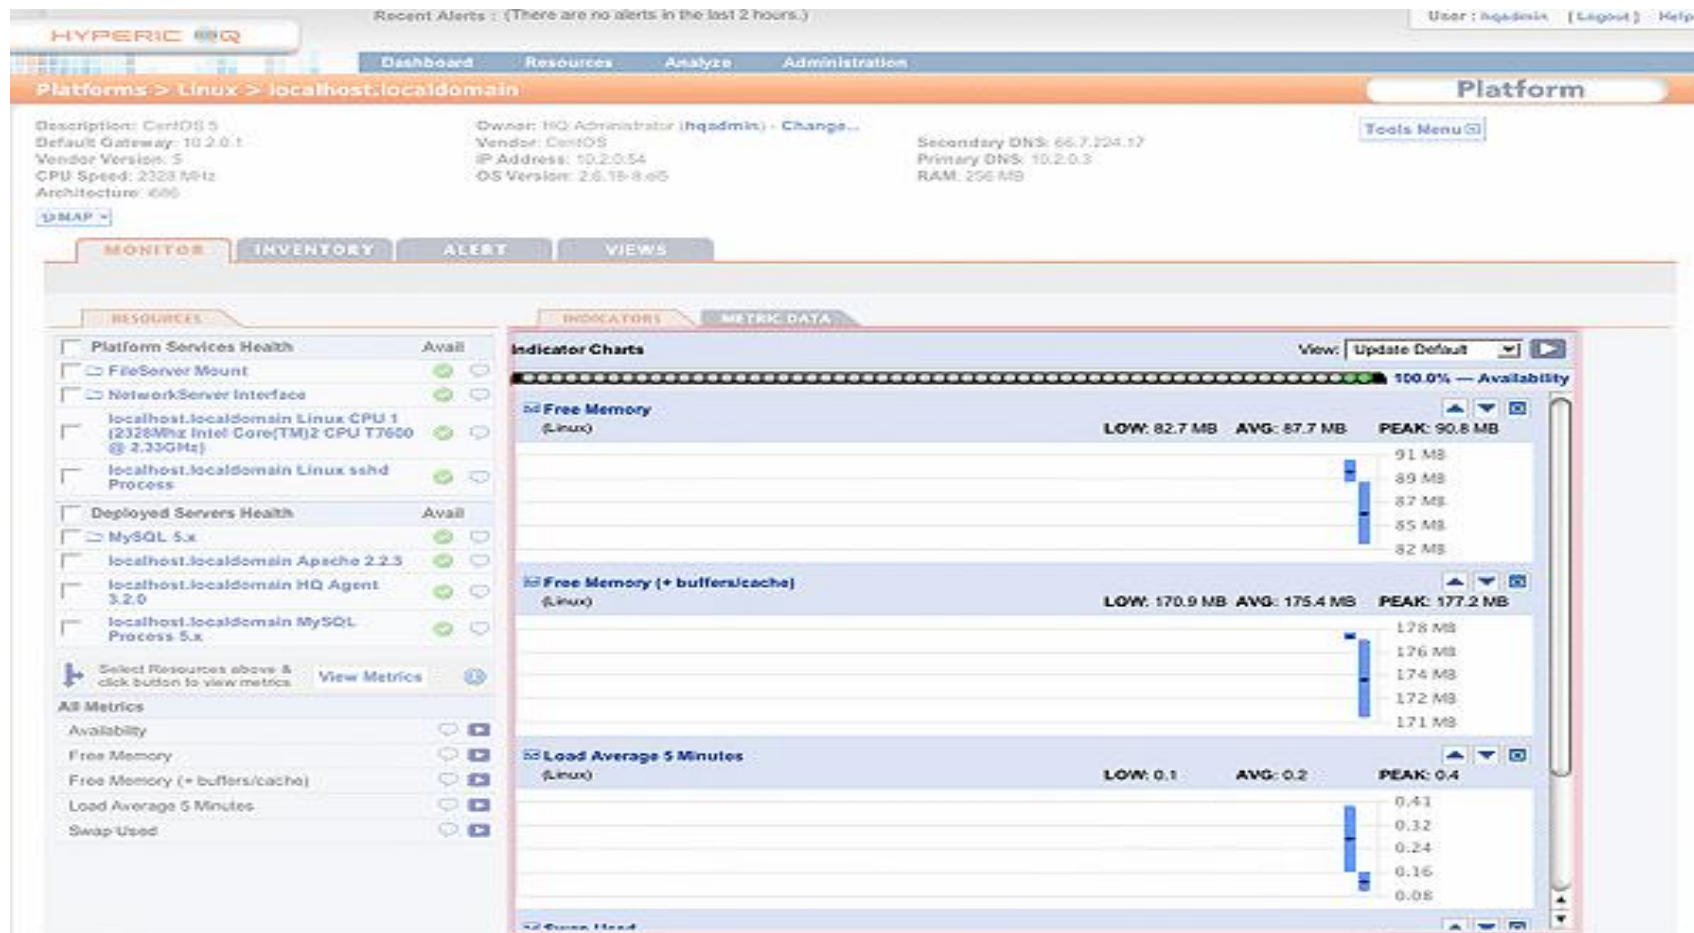 Recent Alerts : (There are no alerts in the last 2 hours.)
User : hqadmin [Logout] Help
HYPERIC HQ
Dashboard Resources Analyze Administration
Platforms > Linux > localhost.localdomain
Platform
Description: CentOS 5
Owner: HQ Administrator (hqadmin) - Change...
Tools Menu
Default Gateway: 10.2.0.1
Vendor: CentOS
Secondary DNS: 66.7.224.17
Vendor Version: 5
IP Address: 10.2.0.54
Primary DNS: 10.2.0.3
CPU Speed: 2328 MHz
OS Version: 2.6.18-8.el5
RAM: 256 MB
Architecture: i686
MAP
MONITOR INVENTORY ALERT VIEWS
RESOURCES
INDICATORS METRIC DATA
Platform Services Health Avail
FileServer Mount
NetworkServer Interface
localhost.localdomain Linux CPU 1
(2328Mhz Intel Core(TM)2 CPU T7600
@ 2.33GHz)
localhost.localdomain Linux sshd
Process
Deployed Servers Health Avail
MySQL 5.x
localhost.localdomain Apache 2.2.3
localhost.localdomain HQ Agent
3.2.0
localhost.localdomain MySQL
Process 5.x
Select Resources above &
click button to view metrics
View Metrics
All Metrics
Availability
Free Memory
Free Memory (+ buffers/cache)
Load Average 5 Minutes
Swap Used
Indicator Charts
View: Update Default
100.0% — Availability
Free Memory
(Linux)
LOW: 82.7 MB AVG: 87.7 MB PEAK: 90.8 MB
91 MB
89 MB
87 MB
85 MB
82 MB
Free Memory (+ buffers/cache)
(Linux)
LOW: 170.9 MB AVG: 175.4 MB PEAK: 177.2 MB
178 MB
176 MB
174 MB
172 MB
171 MB
Load Average 5 Minutes
(Linux)
LOW: 0.1 AVG: 0.2 PEAK: 0.4
0.41
0.32
0.24
0.16
0.08
Swap Used